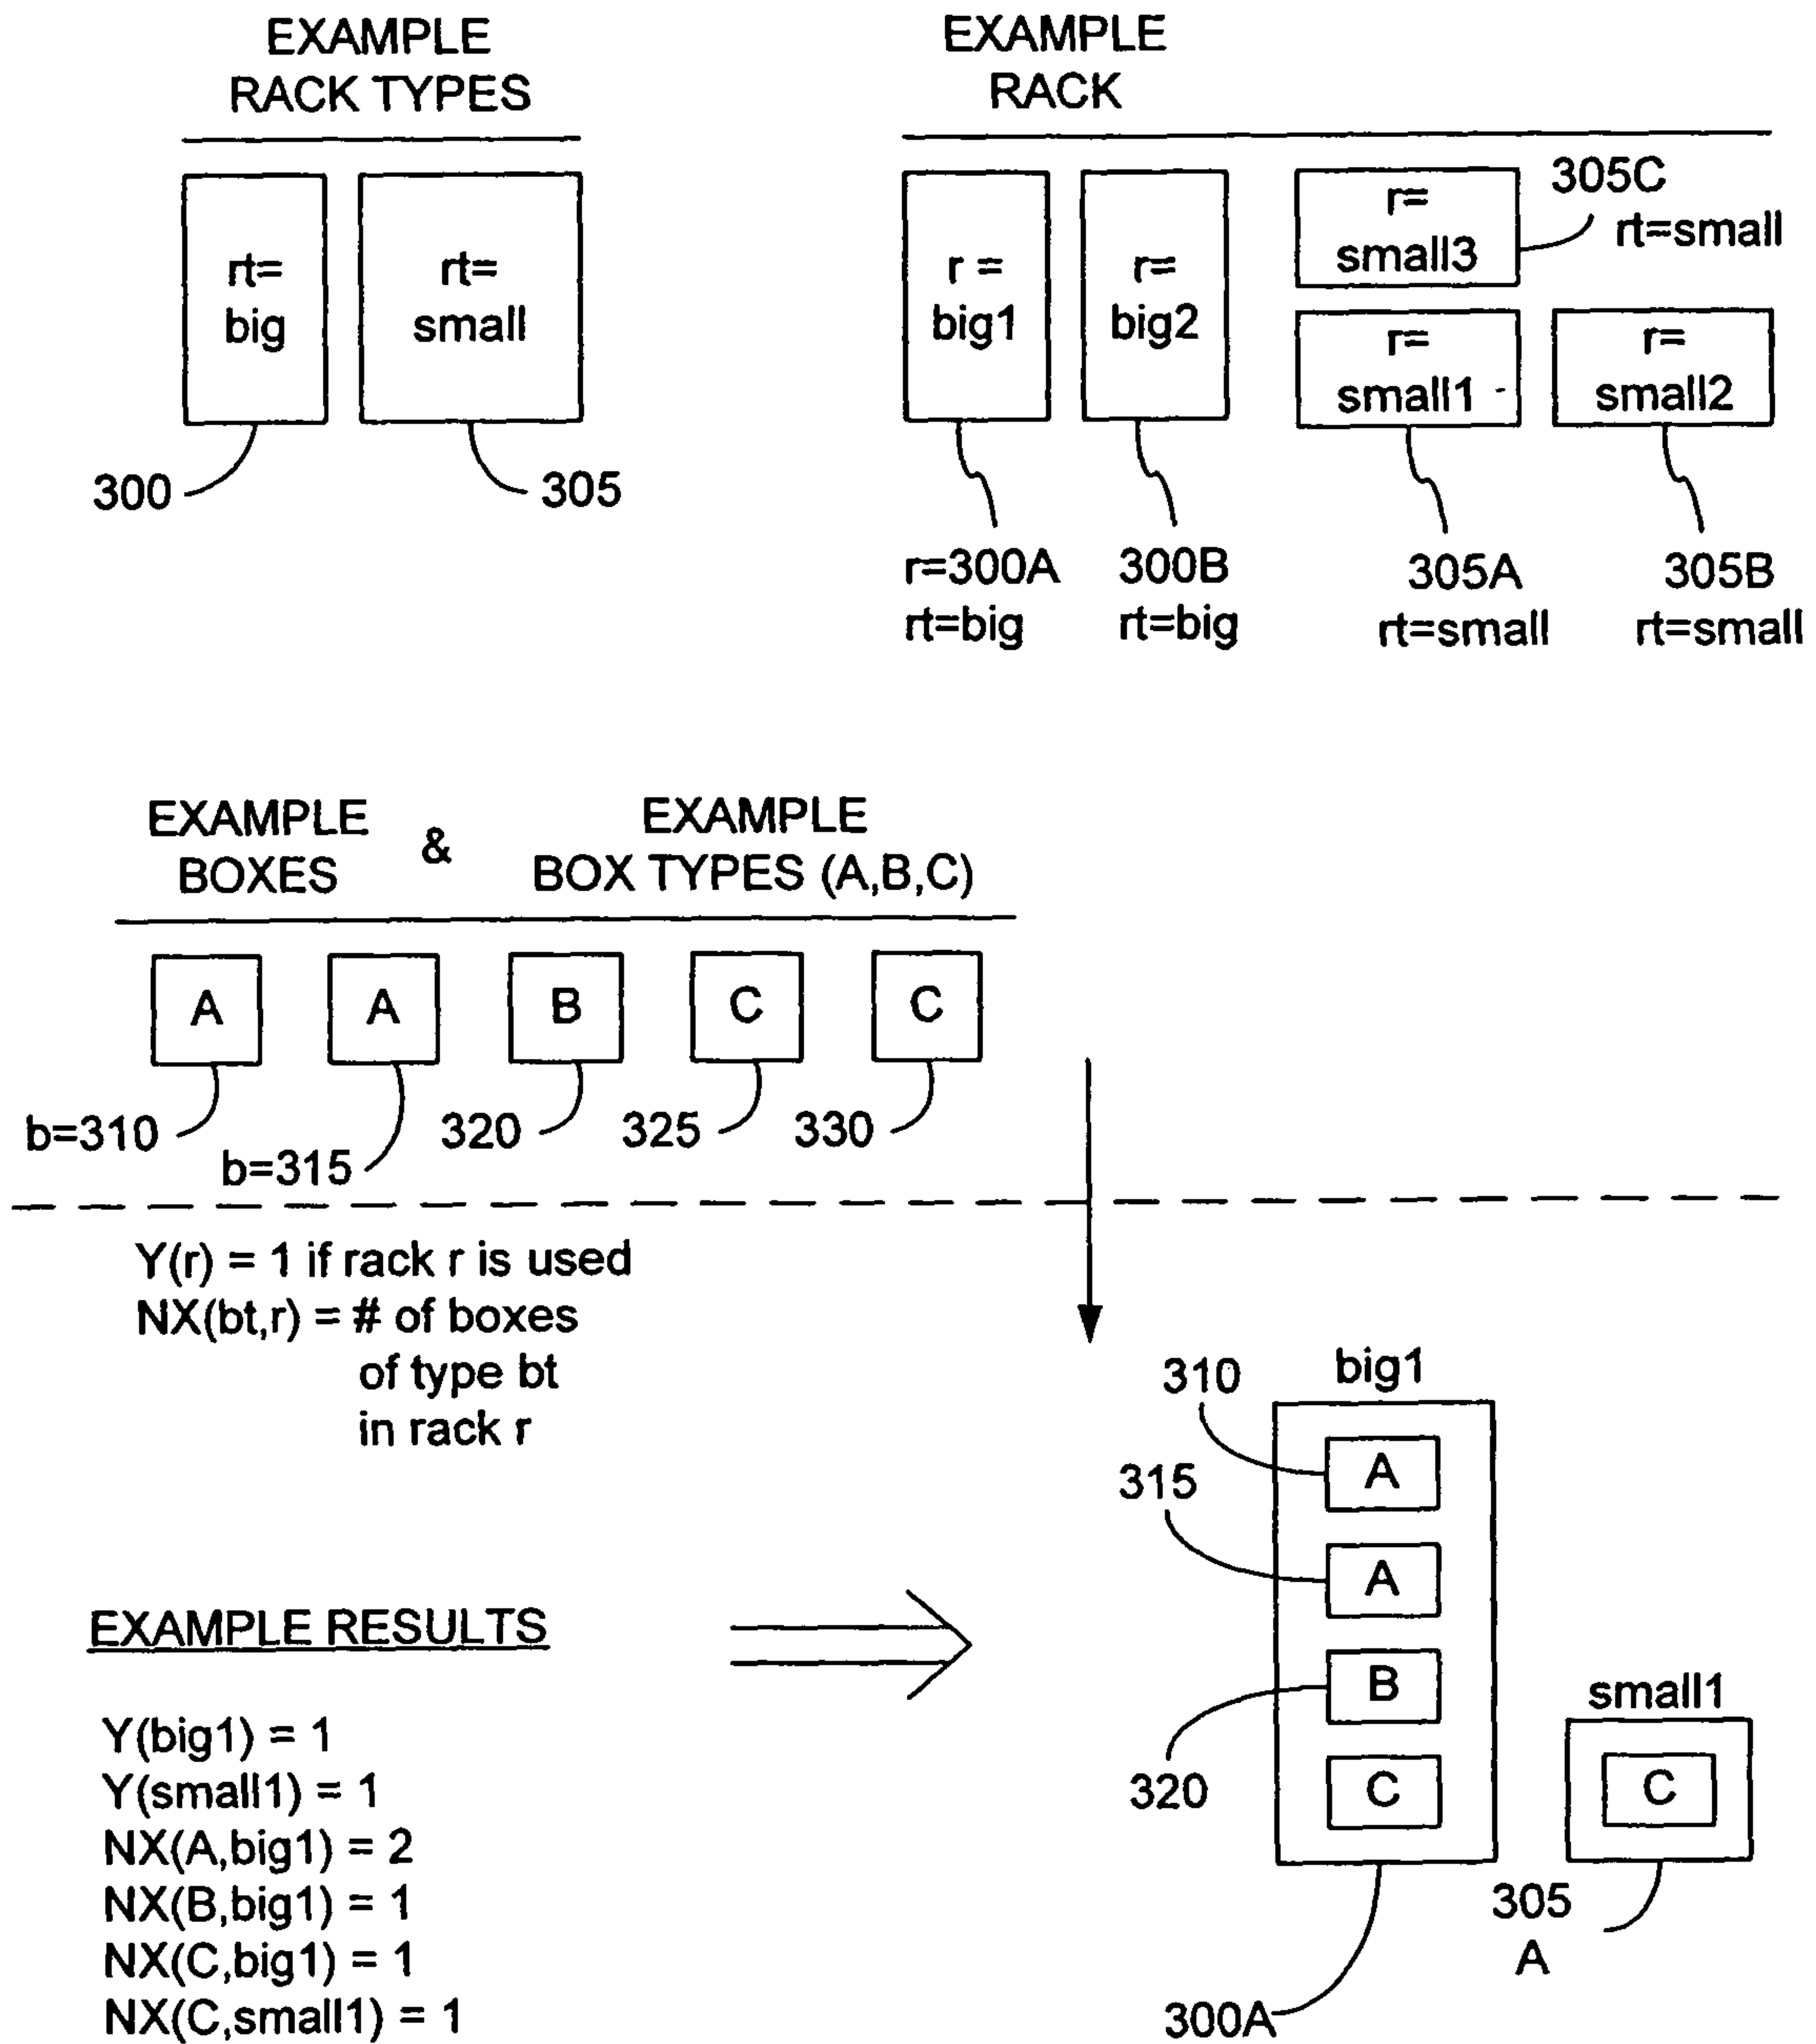 EXAMPLE
RACK TYPES
EXAMPLE
RACK
rt=
big
rt=
small
300
305
r =
big1
r=
big2
r=
small3
305C
rt=small
r=
small1
r=
small2
r=300A
rt=big
300B
rt=big
305A
rt=small
305B
rt=small
EXAMPLE
BOXES
&
EXAMPLE
BOX TYPES (A,B,C)
A
A
B
C
C
b=310
b=315
320
325
330
Y(r) = 1 if rack r is used
NX(bt,r) = # of boxes
of type bt
in rack r
EXAMPLE RESULTS
Y(big1) = 1
Y(small1) = 1
NX(A,big1) = 2
NX(B,big1) = 1
NX(C,big1) = 1
NX(C,small1) = 1
big1
310
A
315
A
320
B
C
300A
small1
C
305
A